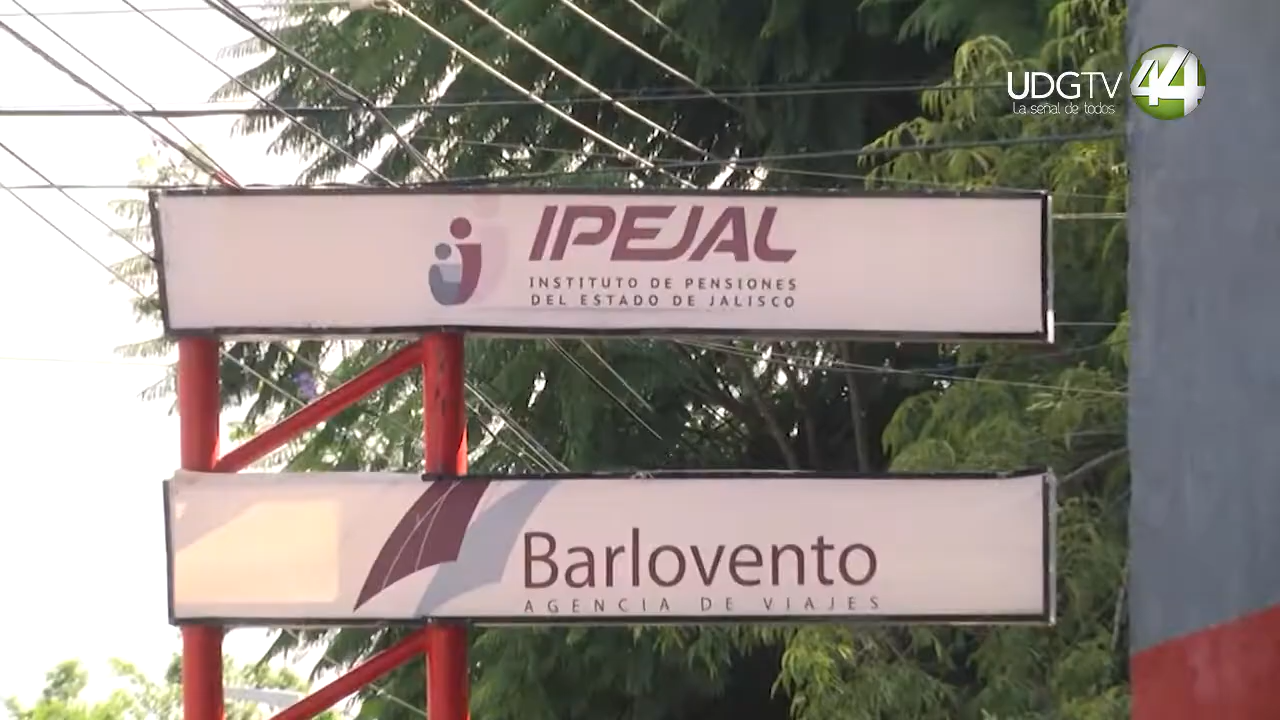 UDGTV 44
La señal de todos
IPEJAL
INSTITUTO DE PENSIONES
DEL ESTADO DE JALISCO
Barlovento
AGENCIA DE VIAJES